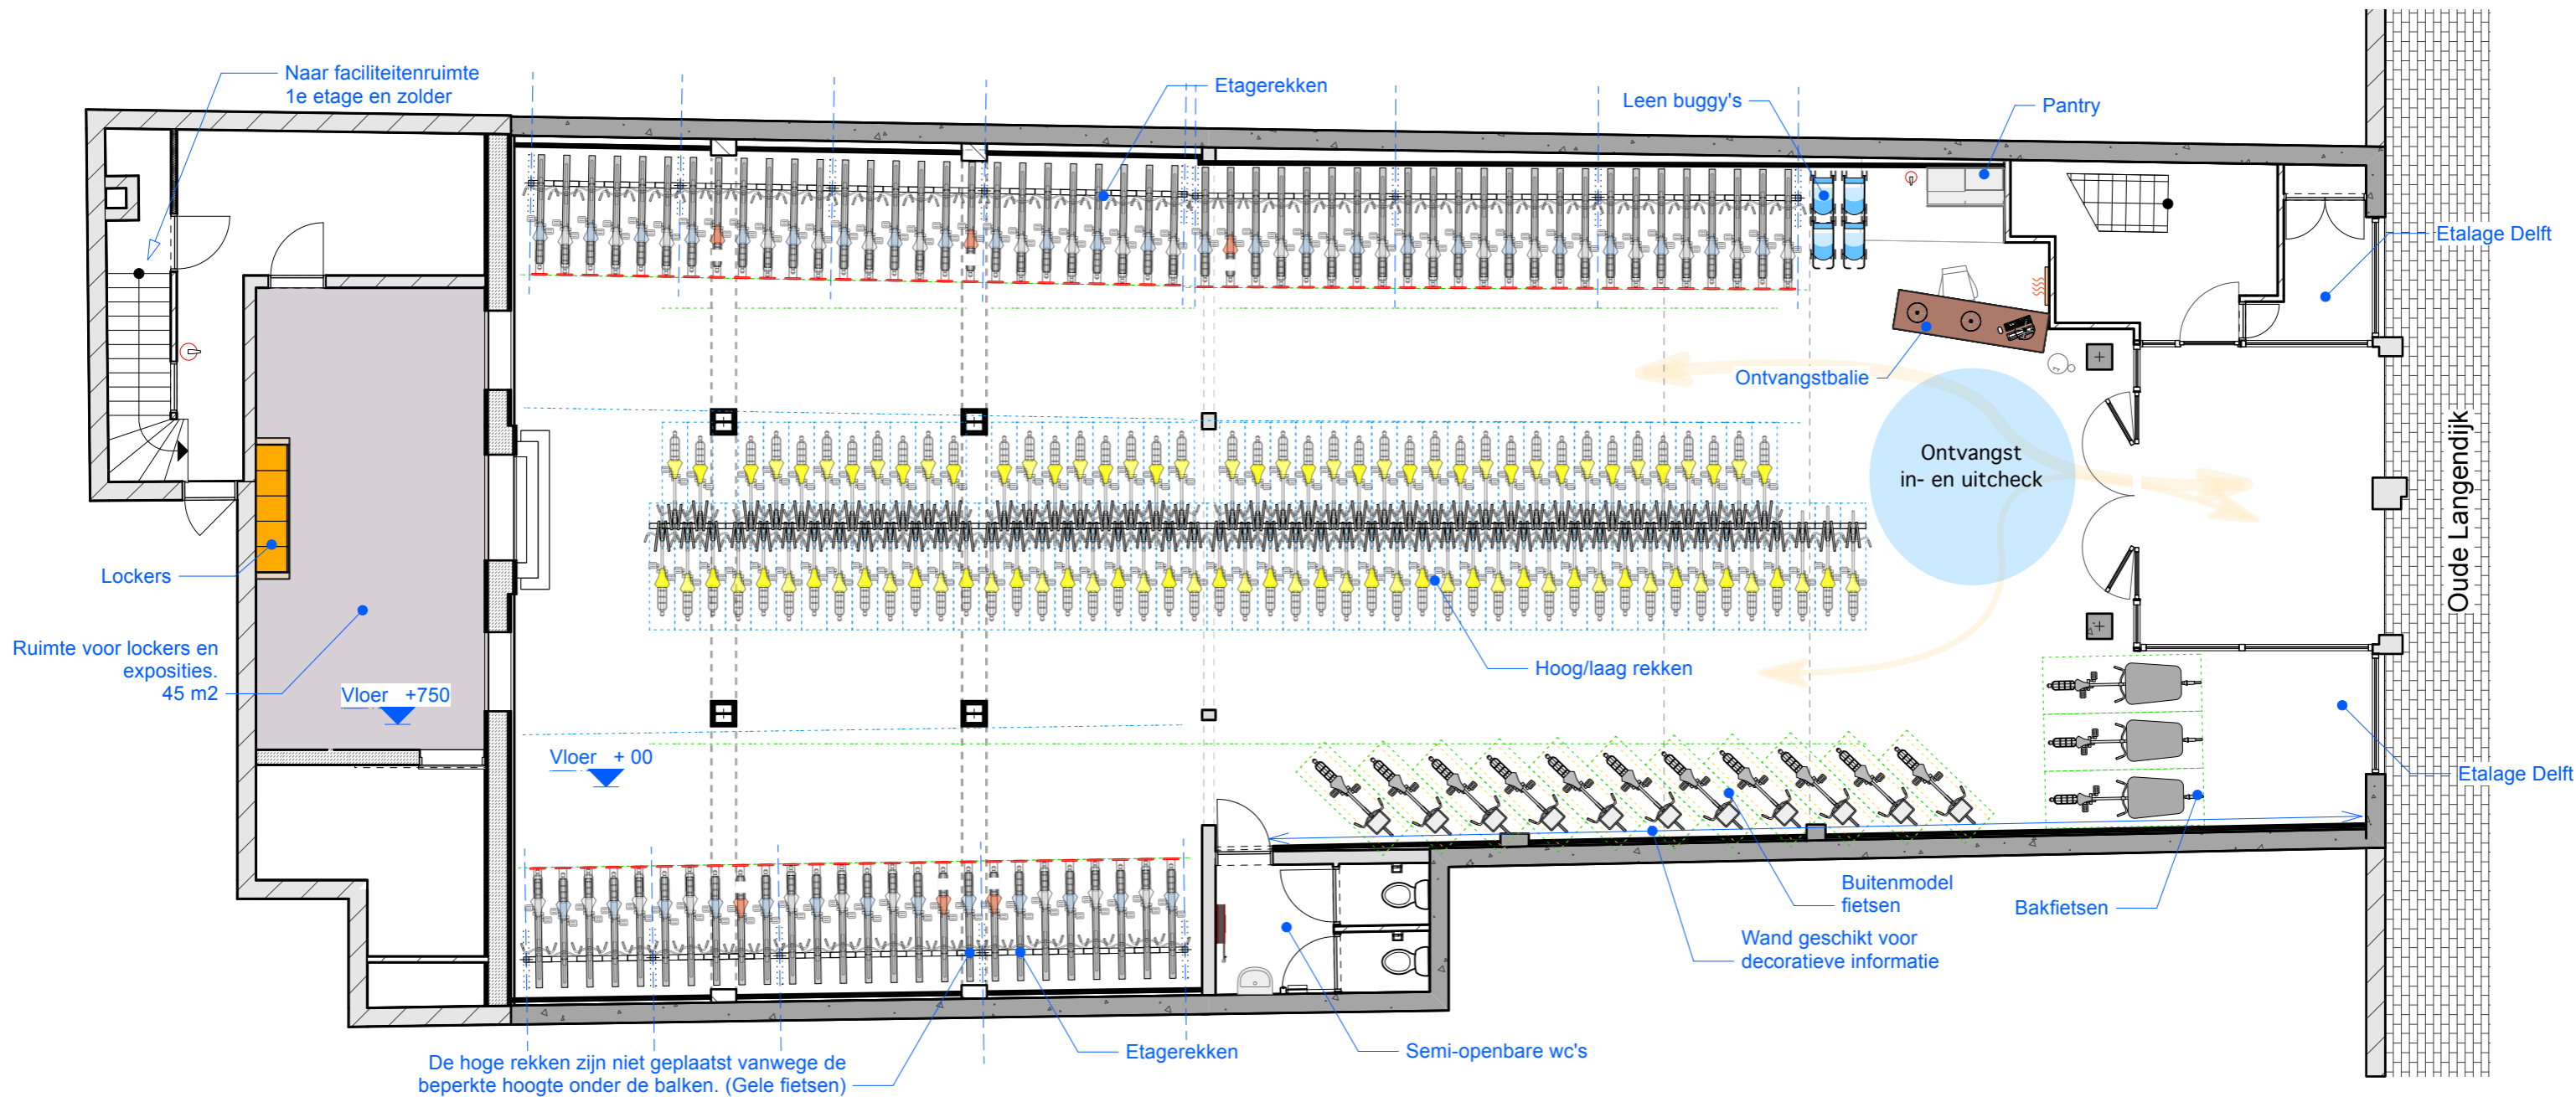 Naar faciliteitenruimte
1e etage en zolder
Etagerekken
Leen buggy's
Pantry
Etalage Delft
Ontvangstbalie
Ontvangst
in- en uitcheck
Oude Langendijk
Lockers
Ruimte voor lockers en
exposities.
45 m2
Vloer +750
Hoog/laag rekken
Vloer + 00
Etalage Delft
Buitenmodel
fietsen
Bakfietsen
Wand geschikt voor
decoratieve informatie
De hoge rekken zijn niet geplaatst vanwege de
beperkte hoogte onder de balken. (Gele fietsen)
Etagerekken
Semi-openbare wc's